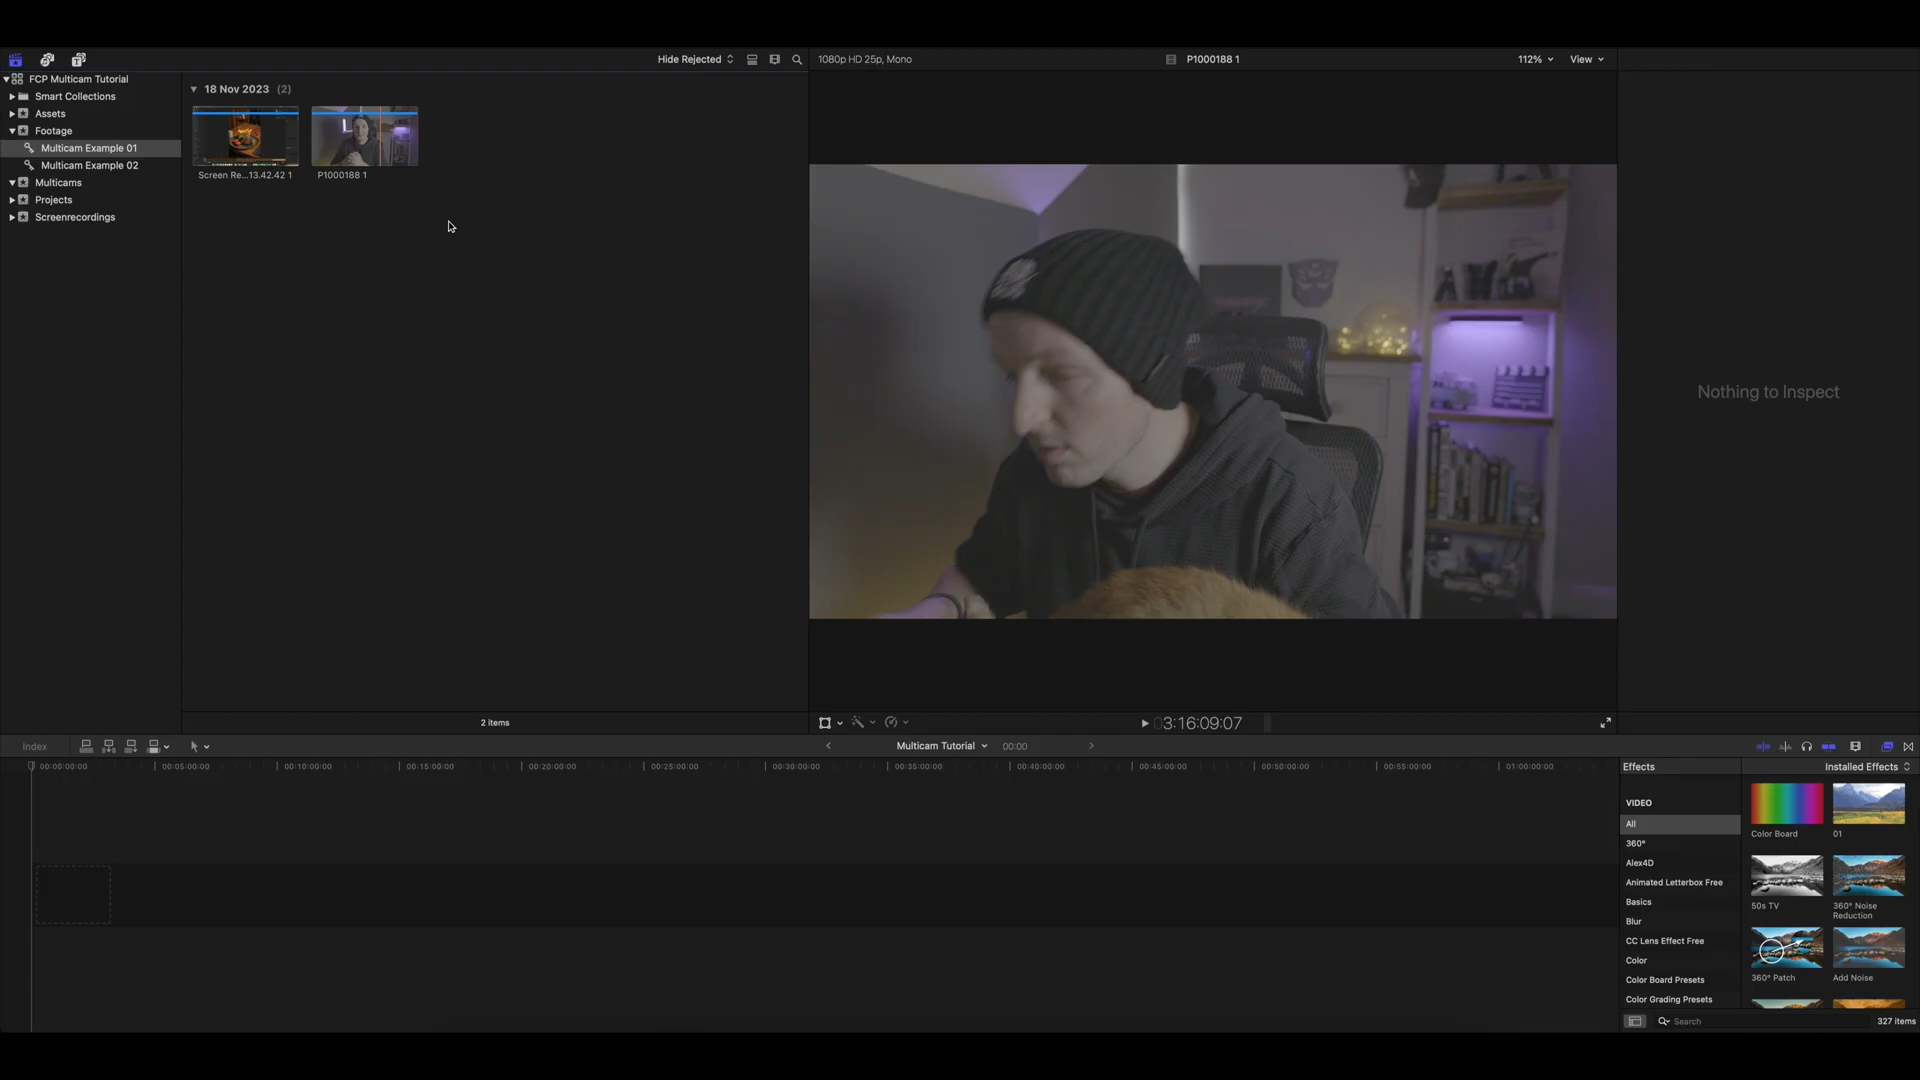 Hide Rejected
1080p HD 25p, Mono
P1000188 1
112%
View
FCP Multicam Tutorial
Smart Collections
Assets
Footage
Multicam Example 01
Multicam Example 02
Multicams
Projects
Screenrecordings
18 Nov 2023 (2)
Screen Re...13.42.42 1
P1000188 1
Nothing to Inspect
2 items
03:16:09:07
Index
Multicam Tutorial
00:00
00:00:00:00
00:05:00:00
00:10:00:00
00:15:00:00
00:20:00:00
00:25:00:00
00:30:00:00
00:35:00:00
00:40:00:00
00:45:00:00
00:50:00:00
00:55:00:00
01:00:00:00
Effects
Installed Effects
VIDEO
All
360°
Alex4D
Animated Letterbox Free
Basics
Blur
CC Lens Effect Free
Color
Color Board Presets
Color Grading Presets
Color Board
01
50s TV
360° Noise
Reduction
360° Patch
Add Noise
Search
327 items